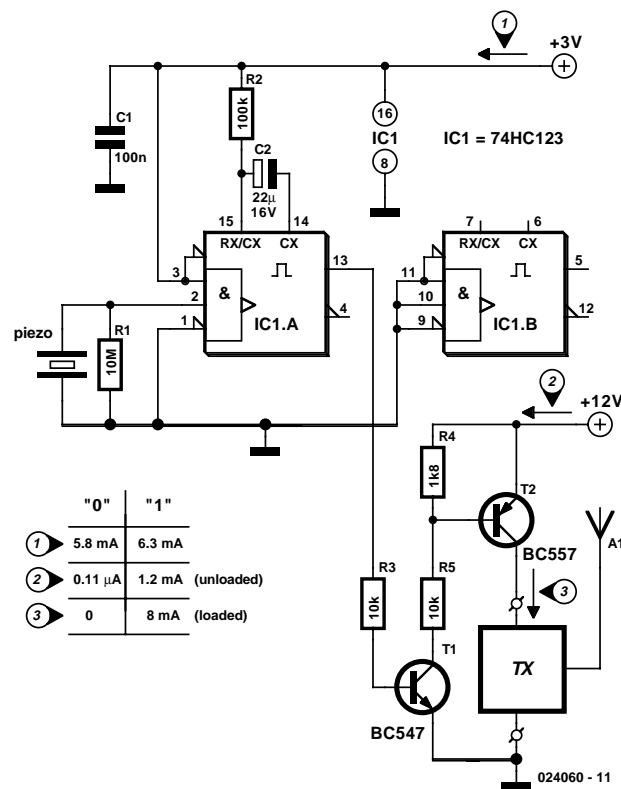 1
+3V
R2
100k
C1
100n
16
IC1
8
IC1 = 74HC123
C2
22µ
16V
15
14
RX/CX
CX
13
3
2
1
&
4
IC1.A
7
6
RX/CX
CX
5
11
10
9
&
12
IC1.B
piezo
R1
10M
2
+12V
R4
1k8
T2
BC557
A1
"0" "1"
1 5.8 mA 6.3 mA
2 0.11 µA 1.2 mA (unloaded)
3 0 8 mA (loaded)
R3
10k
R5
10k
3
T1
BC547
TX
024060 - 11